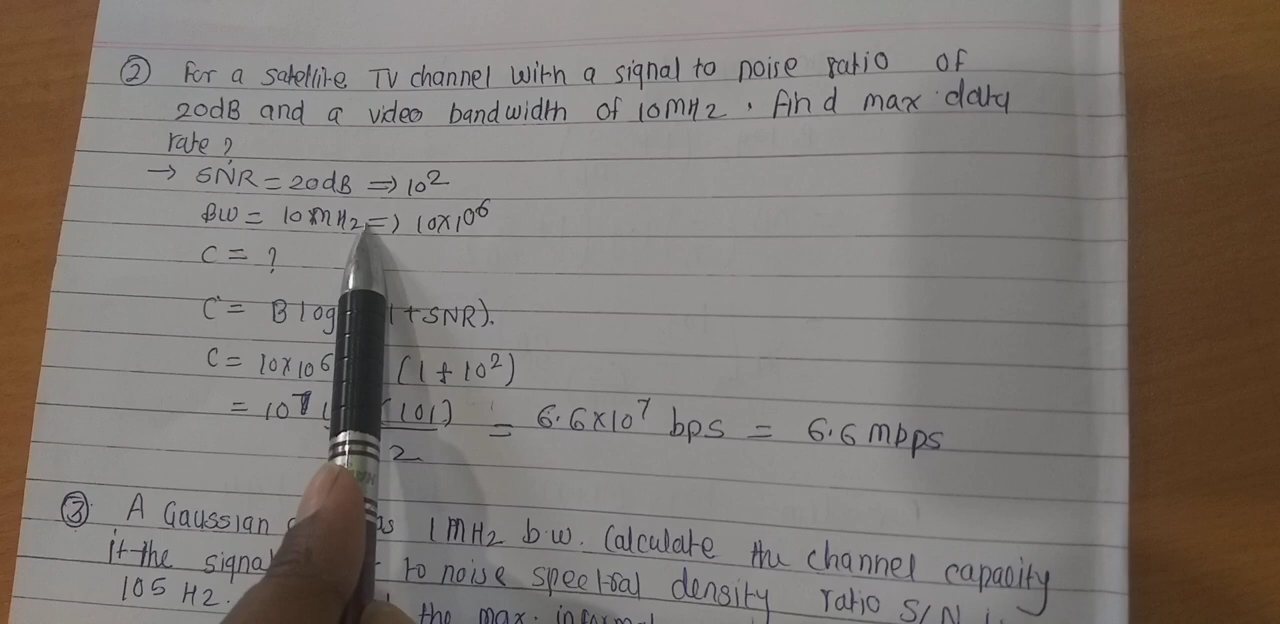 ② For a satellite TV channel with a signal to noise ratio of
20dB and a video bandwidth of 10MHz. Find max data
rate?
→ SNR = 20dB ⇒ 10²
BW = 10MHz ⇒ 10×10⁶
C = ?
C = B log (1+SNR).
C = 10×10⁶ (1 + 10²)
= 10⁷ (101) = 6.6×10⁷ bps = 6.6 mbps
2
③ A Gaussian 1MHz b.w. Calculate the channel capacity
if the signal to noise spectral density ratio S/N
105 Hz. the max.